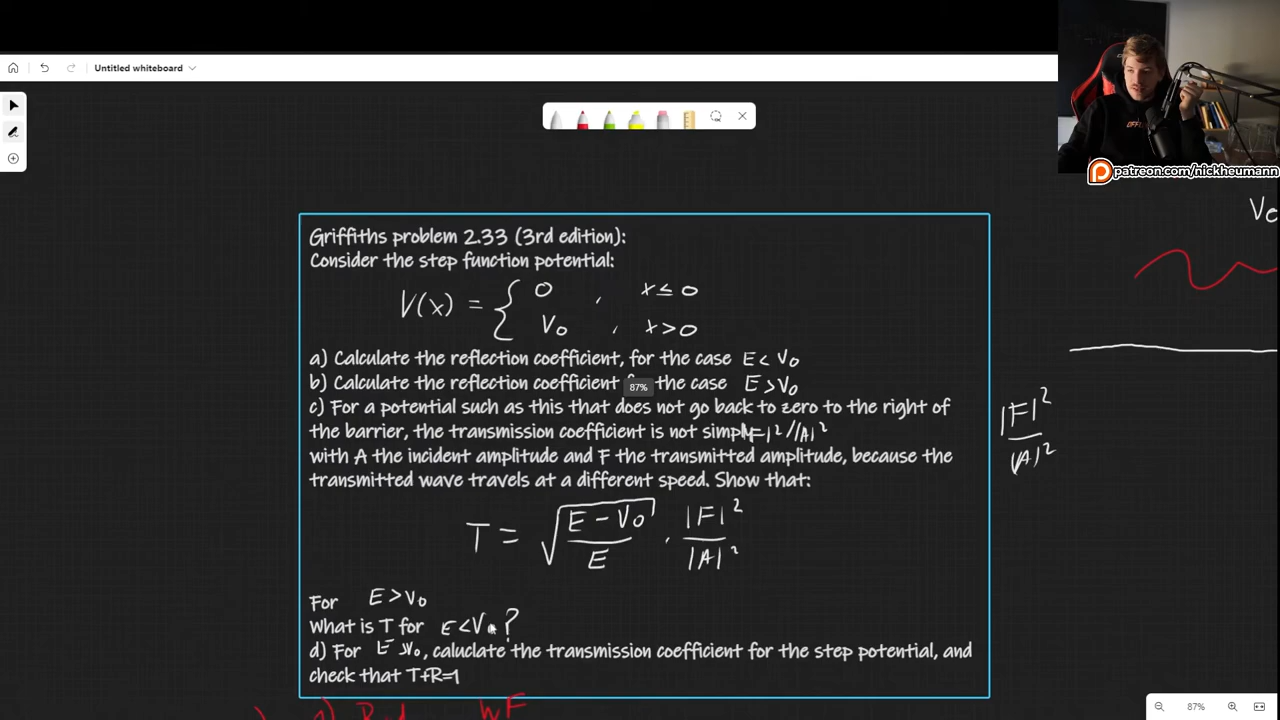 Untitled whiteboard
patreon.com/nickheumann
Griffiths problem 2.33 (3rd edition):
Consider the step function potential:
V(x) = { 0 , x ≤ 0
V₀ , x > 0
a) Calculate the reflection coefficient, for the case E < V₀
b) Calculate the reflection coefficient for the case E > V₀
87%
c) For a potential such as this that does not go back to zero to the right of
the barrier, the transmission coefficient is not simply |F|²/|A|²
with A the incident amplitude and F the transmitted amplitude, because the
transmitted wave travels at a different speed. Show that:
|F|²
|A|²
T = √((E - V₀)/E) · |F|²/|A|²
For E > V₀
What is T for E < V₀ ?
d) For E > V₀, caluclate the transmission coefficient for the step potential, and
check that T+R=1
WF
87%